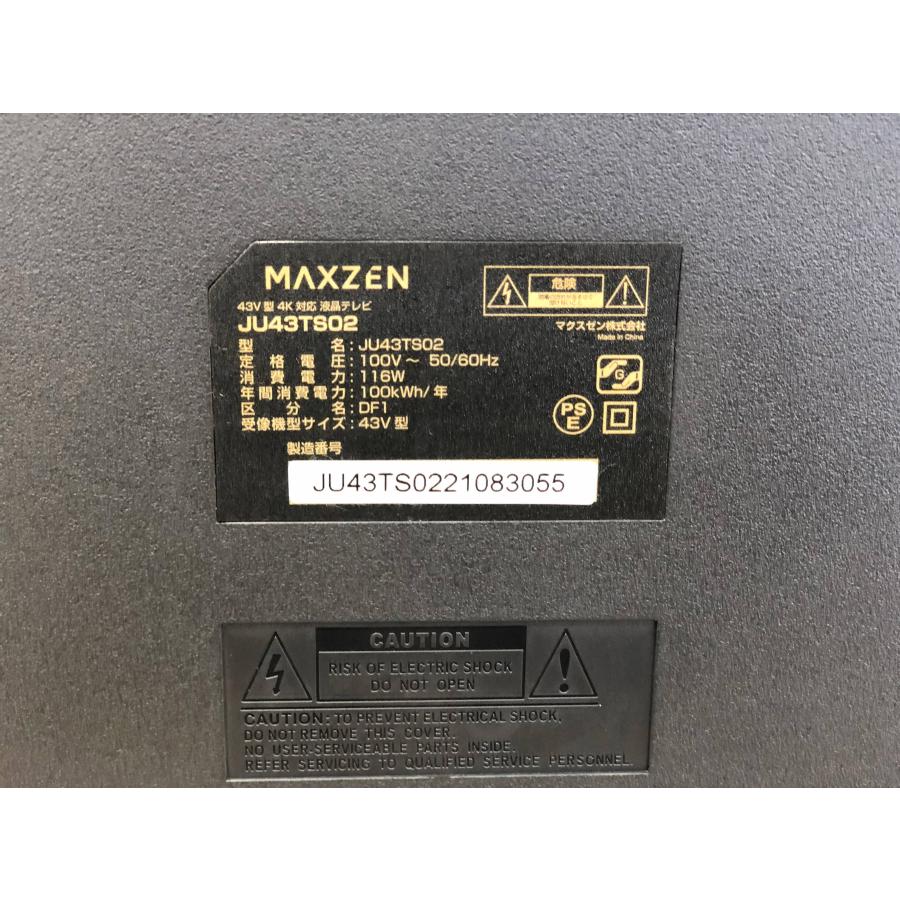 MAXZEN
43V型 4K対応 液晶テレビ
JU43TS02
型名:JU43TS02
定格電圧:100V～ 50/60Hz
消費電力:116W
年間消費電力:100kWh/年
区分名:DF1
受像機型サイズ:43V型
製造番号
JU43TS0221083055
危険
マクスゼン株式会社
Made in China
G
PS
E
CAUTION
RISK OF ELECTRIC SHOCK
DO NOT OPEN
CAUTION: TO PREVENT ELECTRICAL SHOCK,
DO NOT REMOVE THIS COVER.
NO USER-SERVICEABLE PARTS INSIDE.
REFER SERVICING TO QUALIFIED SERVICE PERSONNEL.